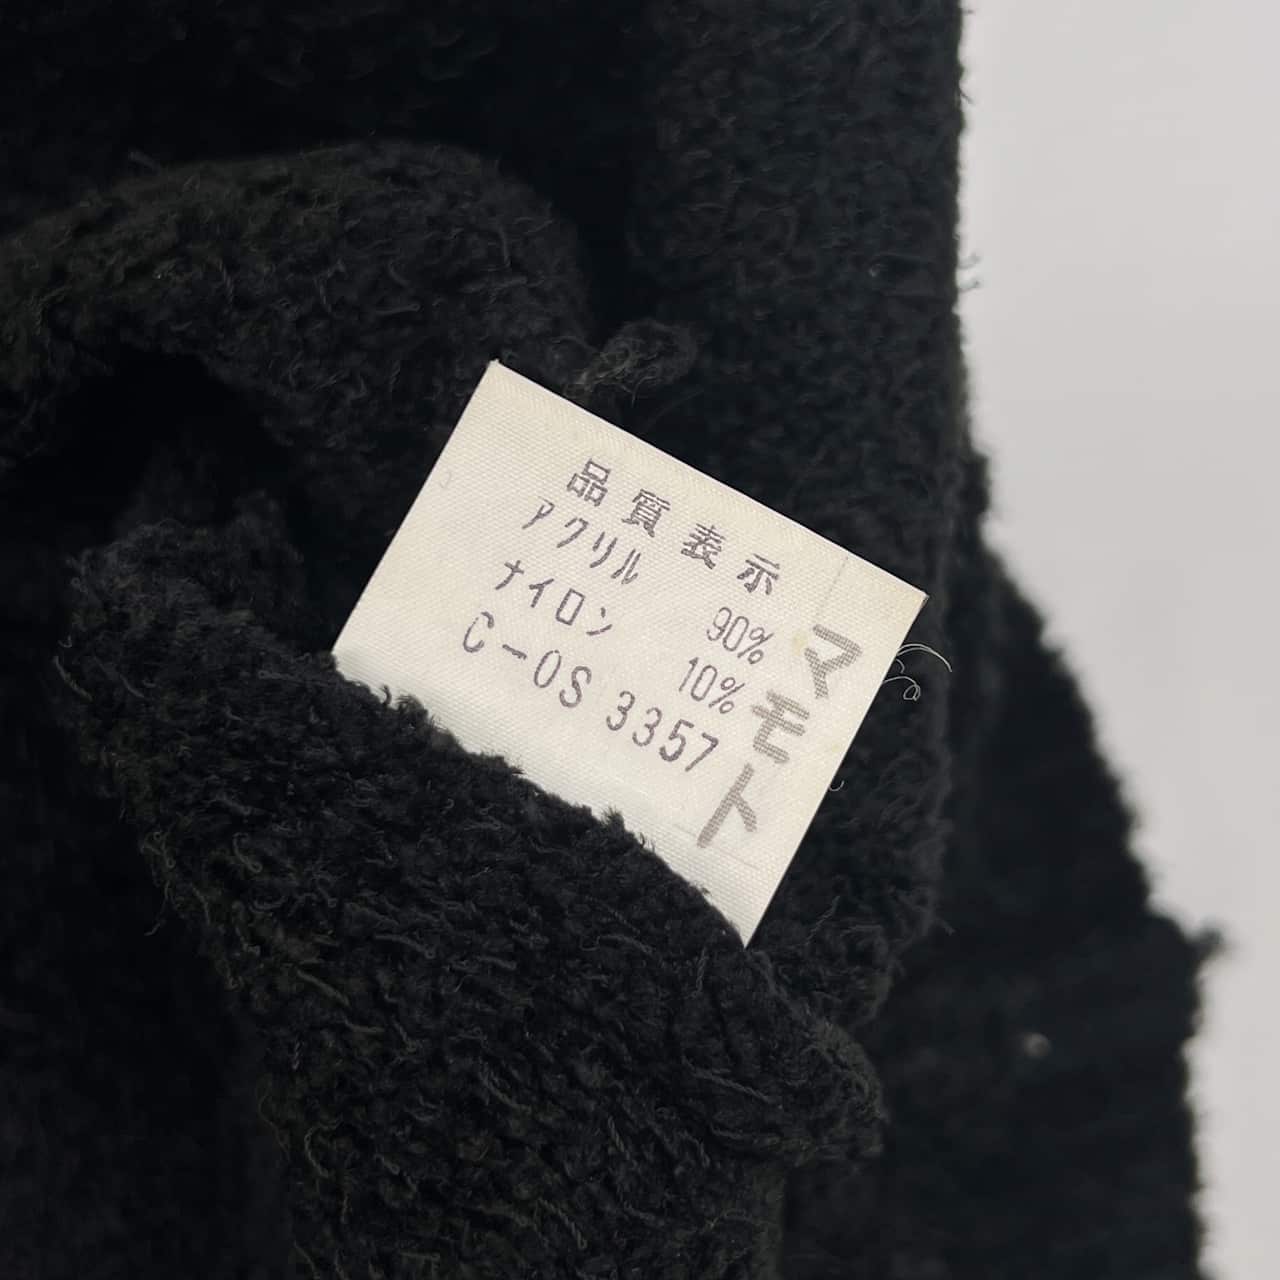 品質表示
アクリル 90%
ナイロン 10%
C-OS 3357
マモト